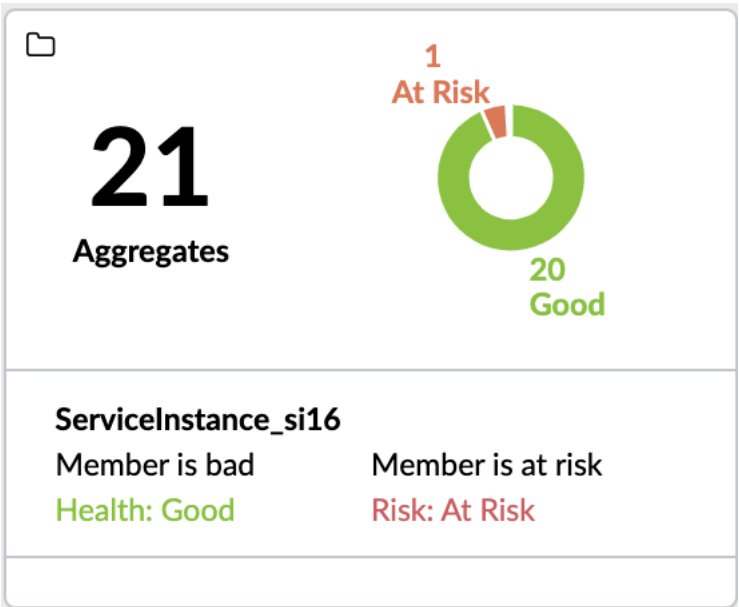 1
At Risk
21
Aggregates
20
Good
ServiceInstance_si16
Member is bad
Member is at risk
Health: Good
Risk: At Risk